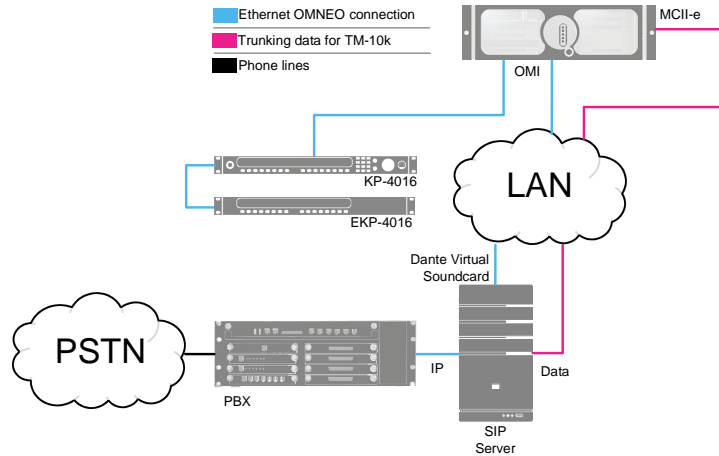 Ethernet OMNEO connection
Trunking data for TM-10k
Phone lines
MCII-e
OMI
KP-4016
EKP-4016
LAN
Dante Virtual
Soundcard
PSTN
IP
Data
PBX
SIP
Server